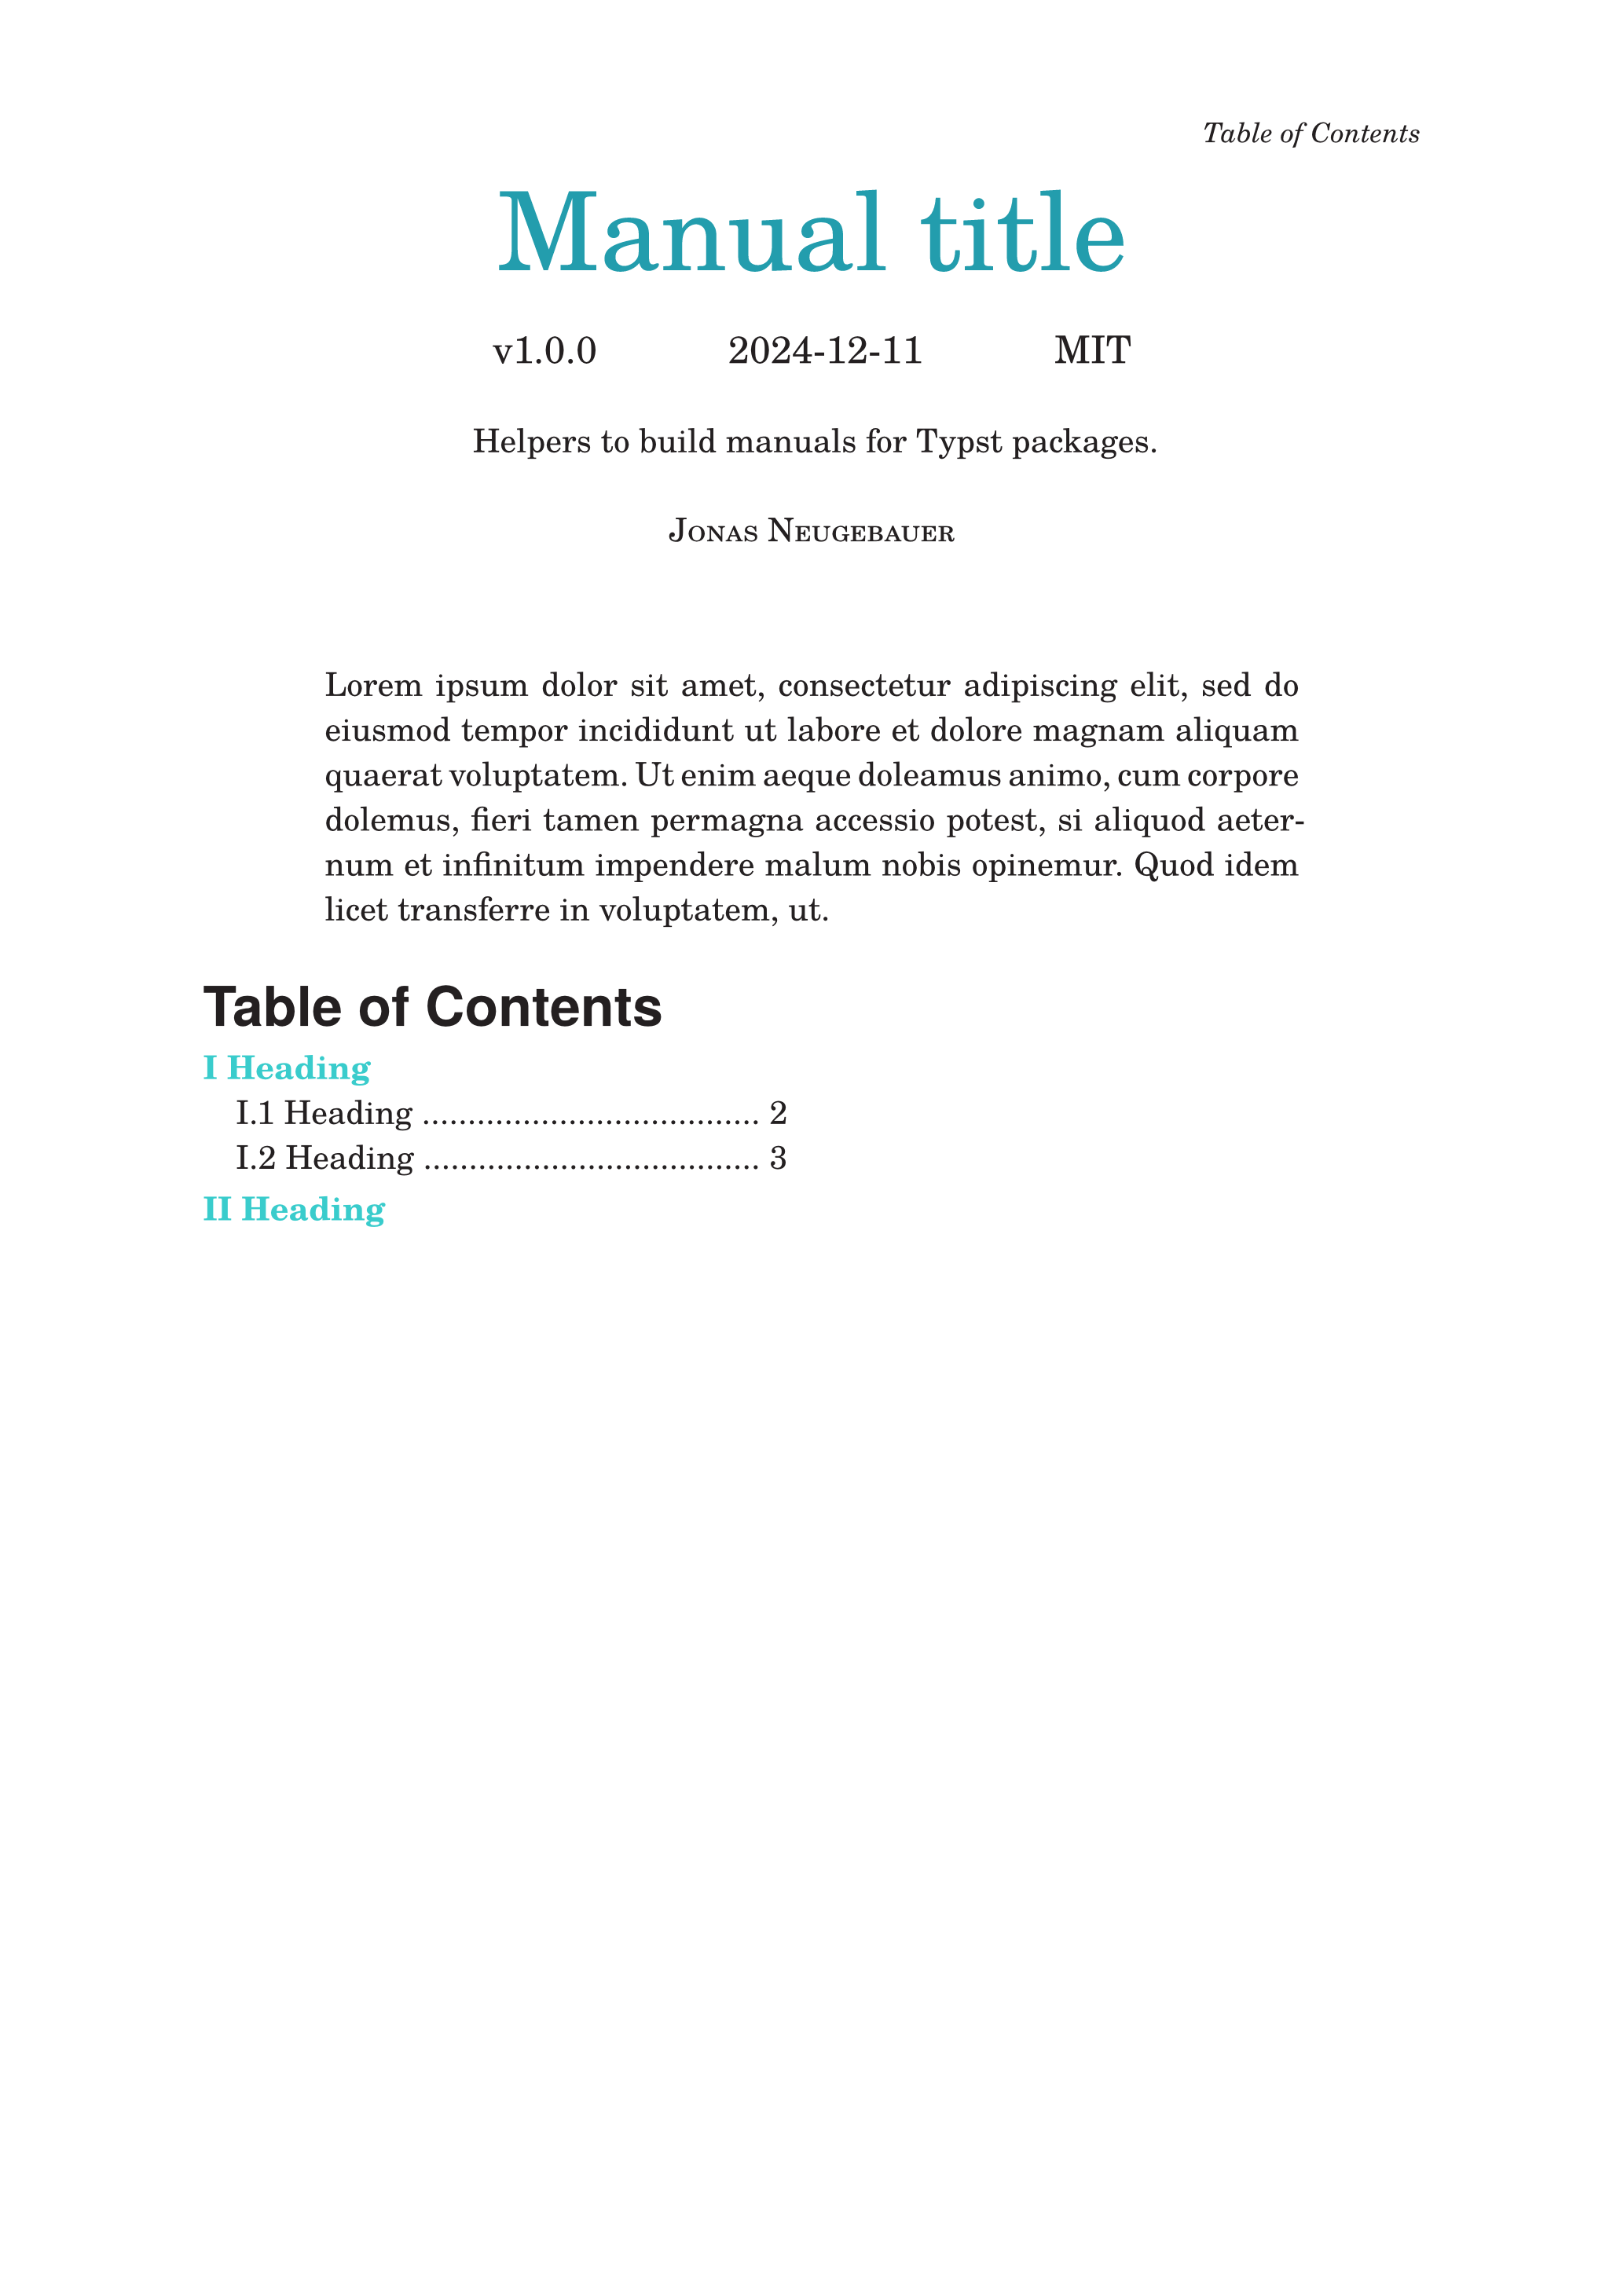 Table of Contents
Manual title
v1.0.0 2024-12-11 MIT
Helpers to build manuals for Typst packages.
Jonas Neugebauer
Lorem ipsum dolor sit amet, consectetur adipiscing elit, sed do
eiusmod tempor incididunt ut labore et dolore magnam aliquam
quaerat voluptatem. Ut enim aeque doleamus animo, cum corpore
dolemus, fieri tamen permagna accessio potest, si aliquod aeter-
num et infinitum impendere malum nobis opinemur. Quod idem
licet transferre in voluptatem, ut.
Table of Contents
I Heading
I.1 Heading ..................................... 2
I.2 Heading ..................................... 3
II Heading